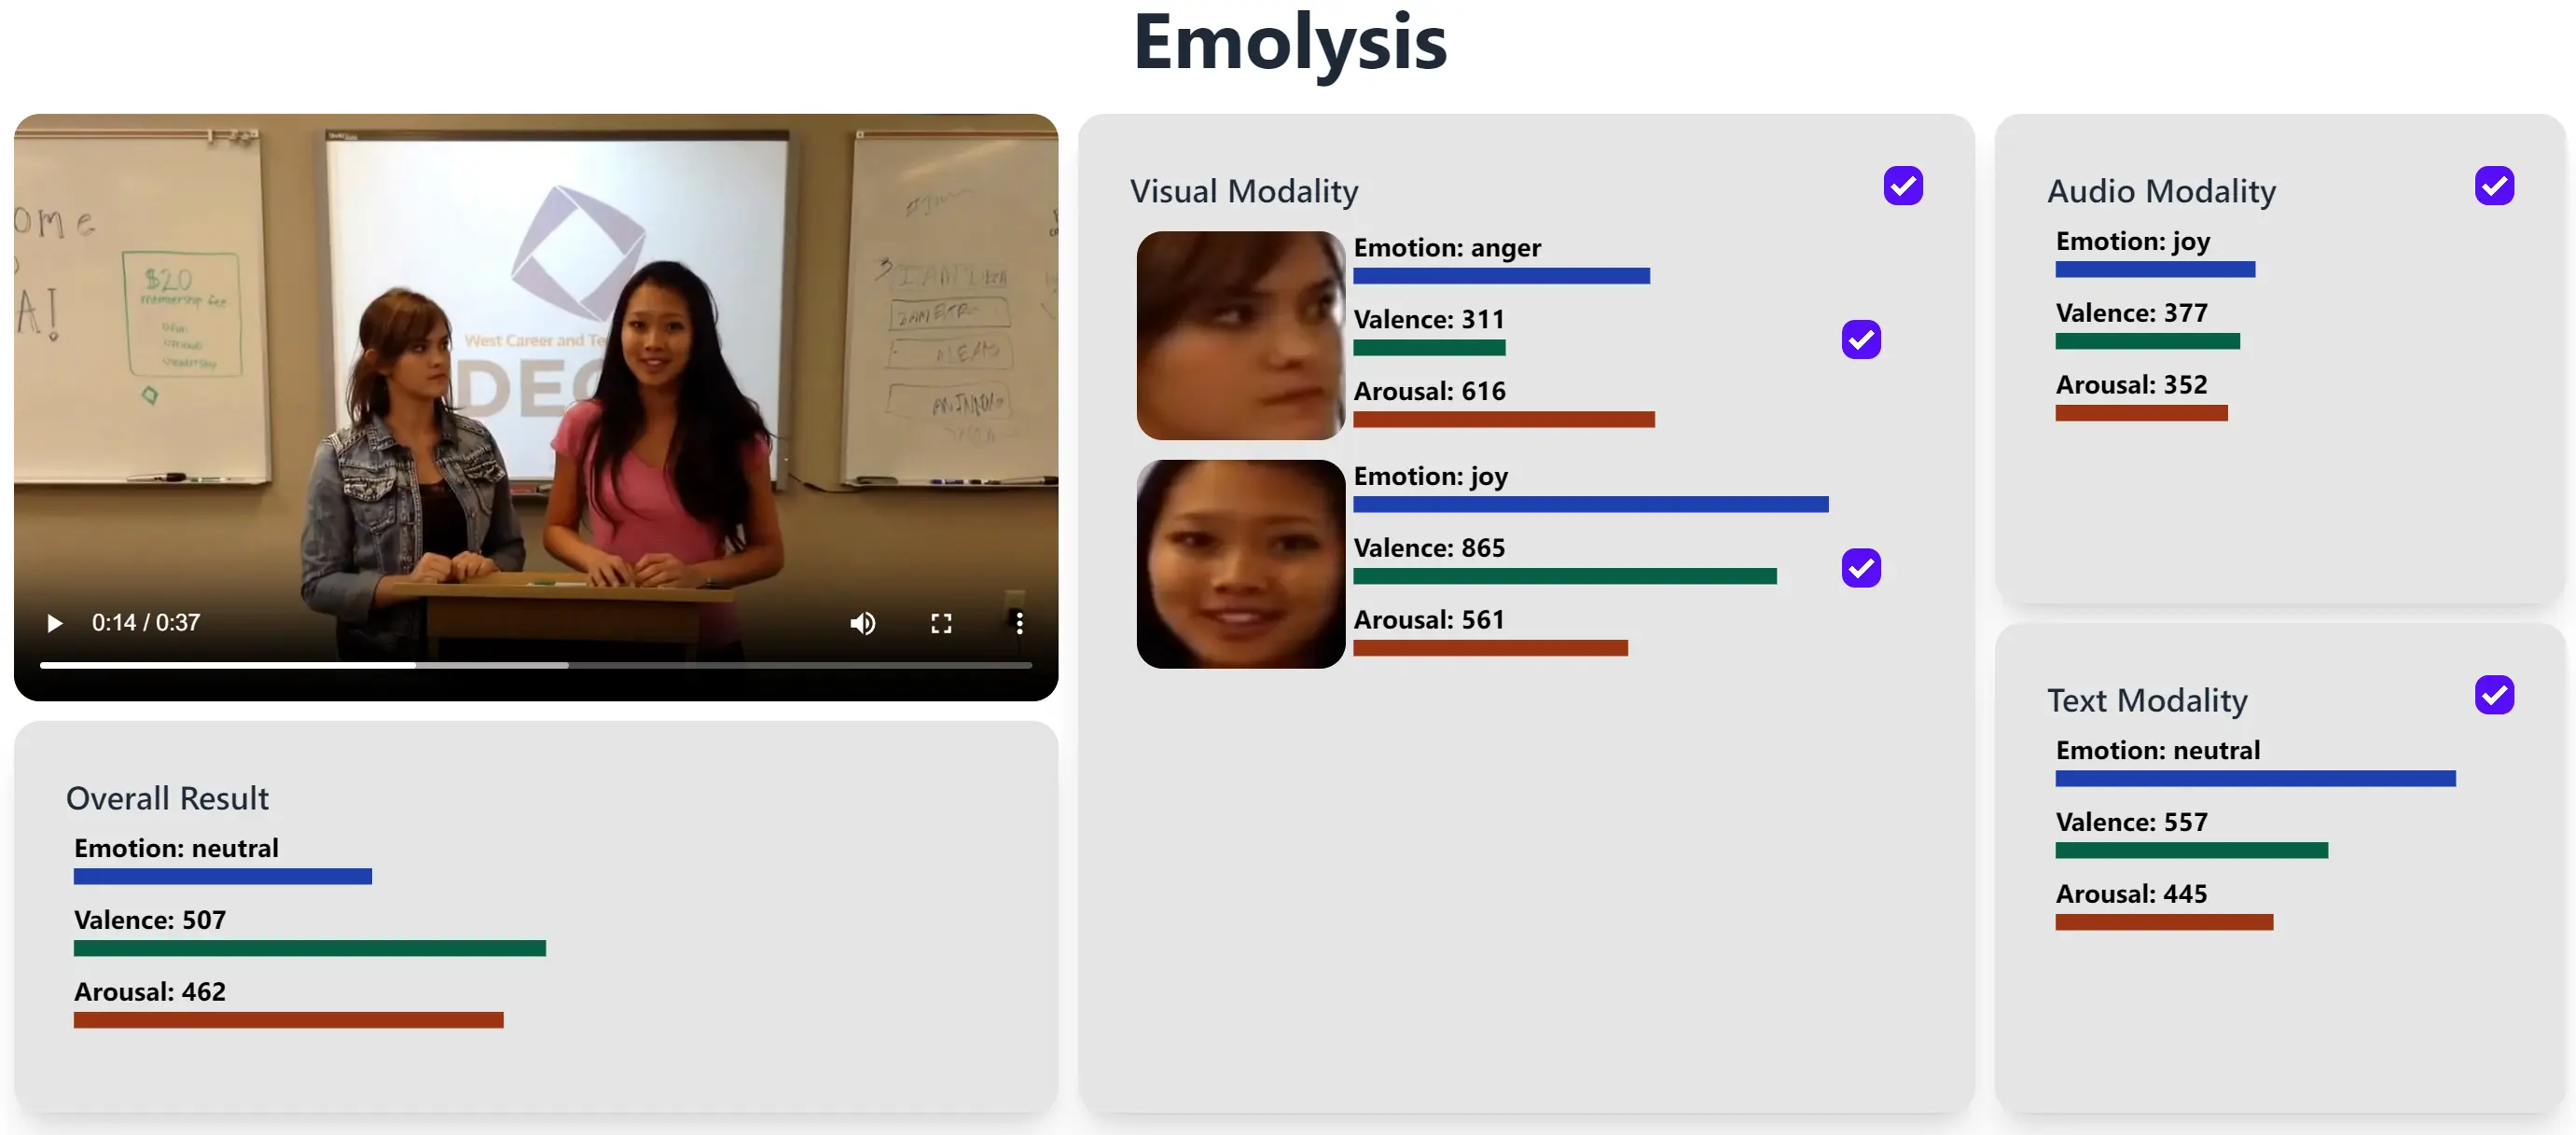 Emolysis
ome
A!
$20
membership fee
leadership
West Career and Te
DEC
0:14 / 0:37
Overall Result
Emotion: neutral
Valence: 507
Arousal: 462
Visual Modality
Emotion: anger
Valence: 311
Arousal: 616
Emotion: joy
Valence: 865
Arousal: 561
Audio Modality
Emotion: joy
Valence: 377
Arousal: 352
Text Modality
Emotion: neutral
Valence: 557
Arousal: 445